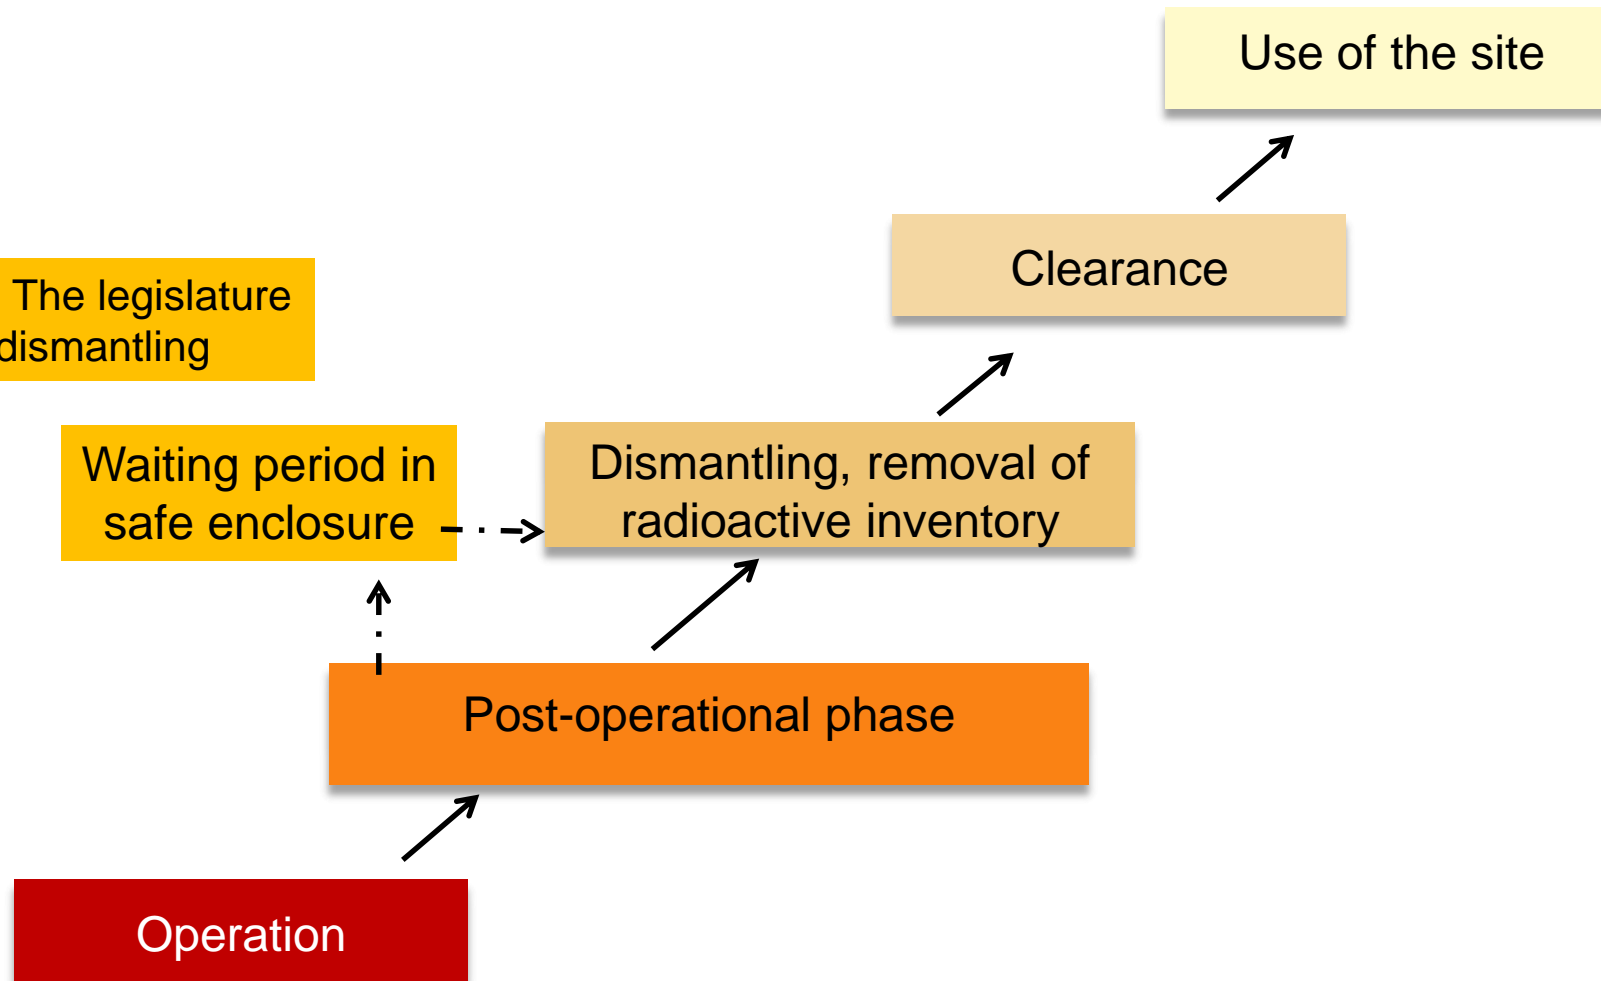 Use of the site
Clearance
The legislature
dismantling
Waiting period in
safe enclosure
Dismantling, removal of
radioactive inventory
Post-operational phase
Operation